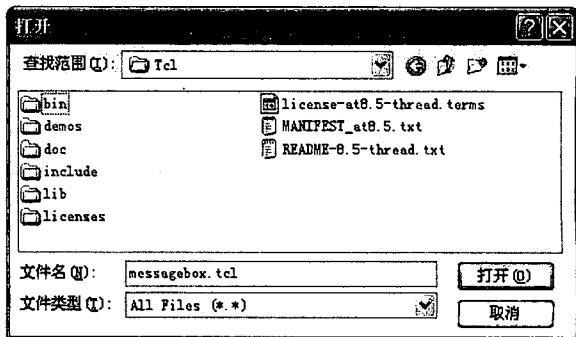 打开
查找范围(I): Tcl
bin
demos
doc
include
lib
licenses
license-at8.5-thread.terms
MANIFEST_at8.5.txt
README-8.5-thread.txt
文件名(N): messagebox.tcl
打开(O)
文件类型(T): All Files (*.*)
取消